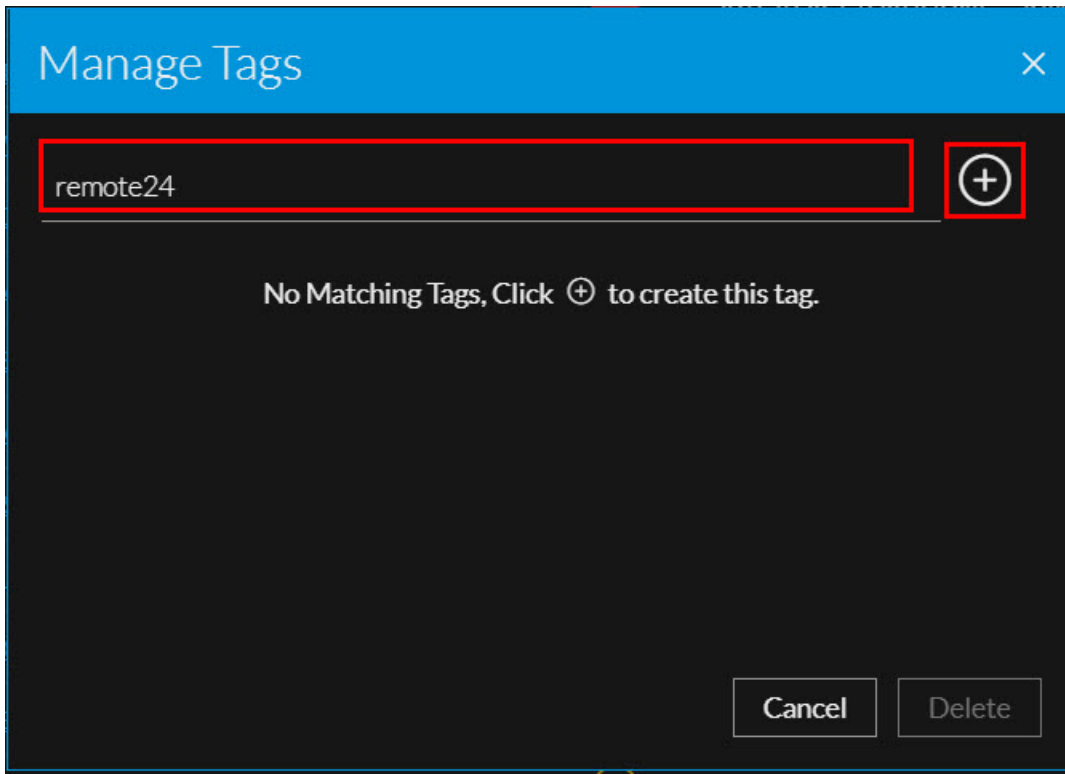 Manage Tags
remote24
No Matching Tags, Click ⊕ to create this tag.
Cancel Delete